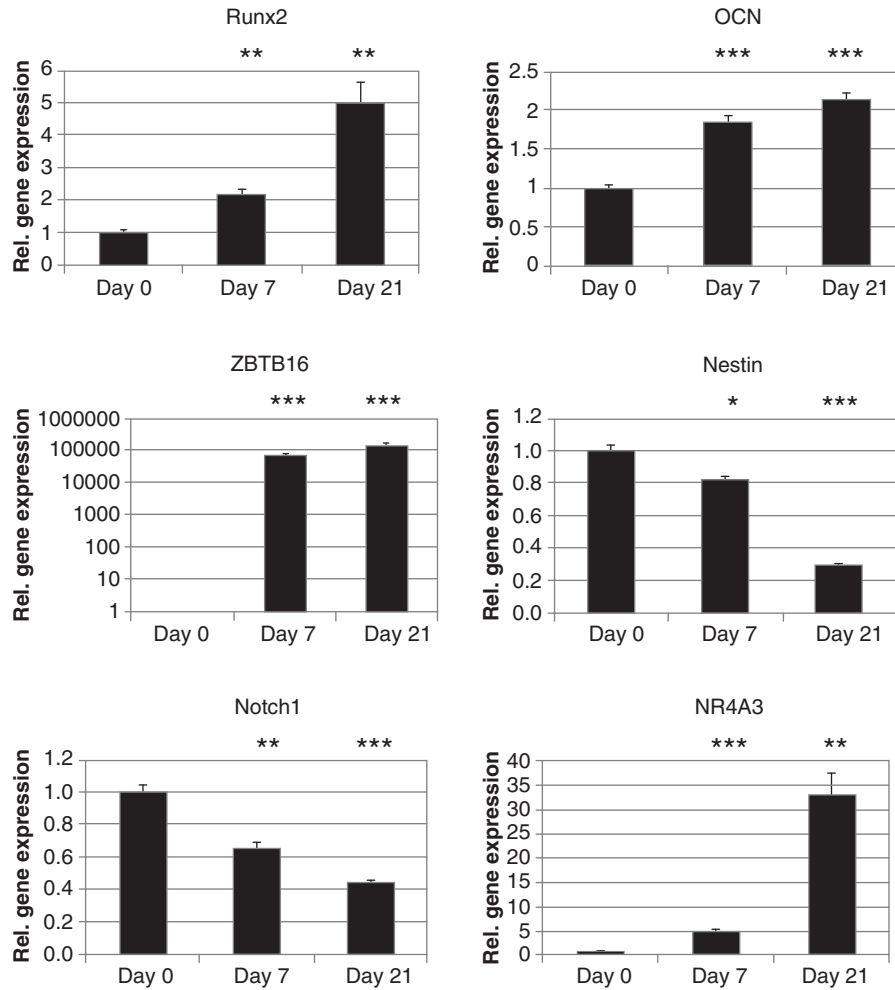 Runx2
** **
Rel. gene expression
6
5
4
3
2
1
0
Day 0 Day 7 Day 21
OCN
*** ***
Rel. gene expression
2.5
2
1.5
1
0.5
0
Day 0 Day 7 Day 21
ZBTB16
*** ***
Rel. gene expression
1000000
100000
10000
1000
100
10
1
Day 0 Day 7 Day 21
Nestin
* ***
Rel. gene expression
1.2
1.0
0.8
0.6
0.4
0.2
0.0
Day 0 Day 7 Day 21
Notch1
** ***
Rel. gene expression
1.2
1.0
0.8
0.6
0.4
0.2
0.0
Day 0 Day 7 Day 21
NR4A3
*** **
Rel. gene expression
40
35
30
25
20
15
10
5
0
Day 0 Day 7 Day 21